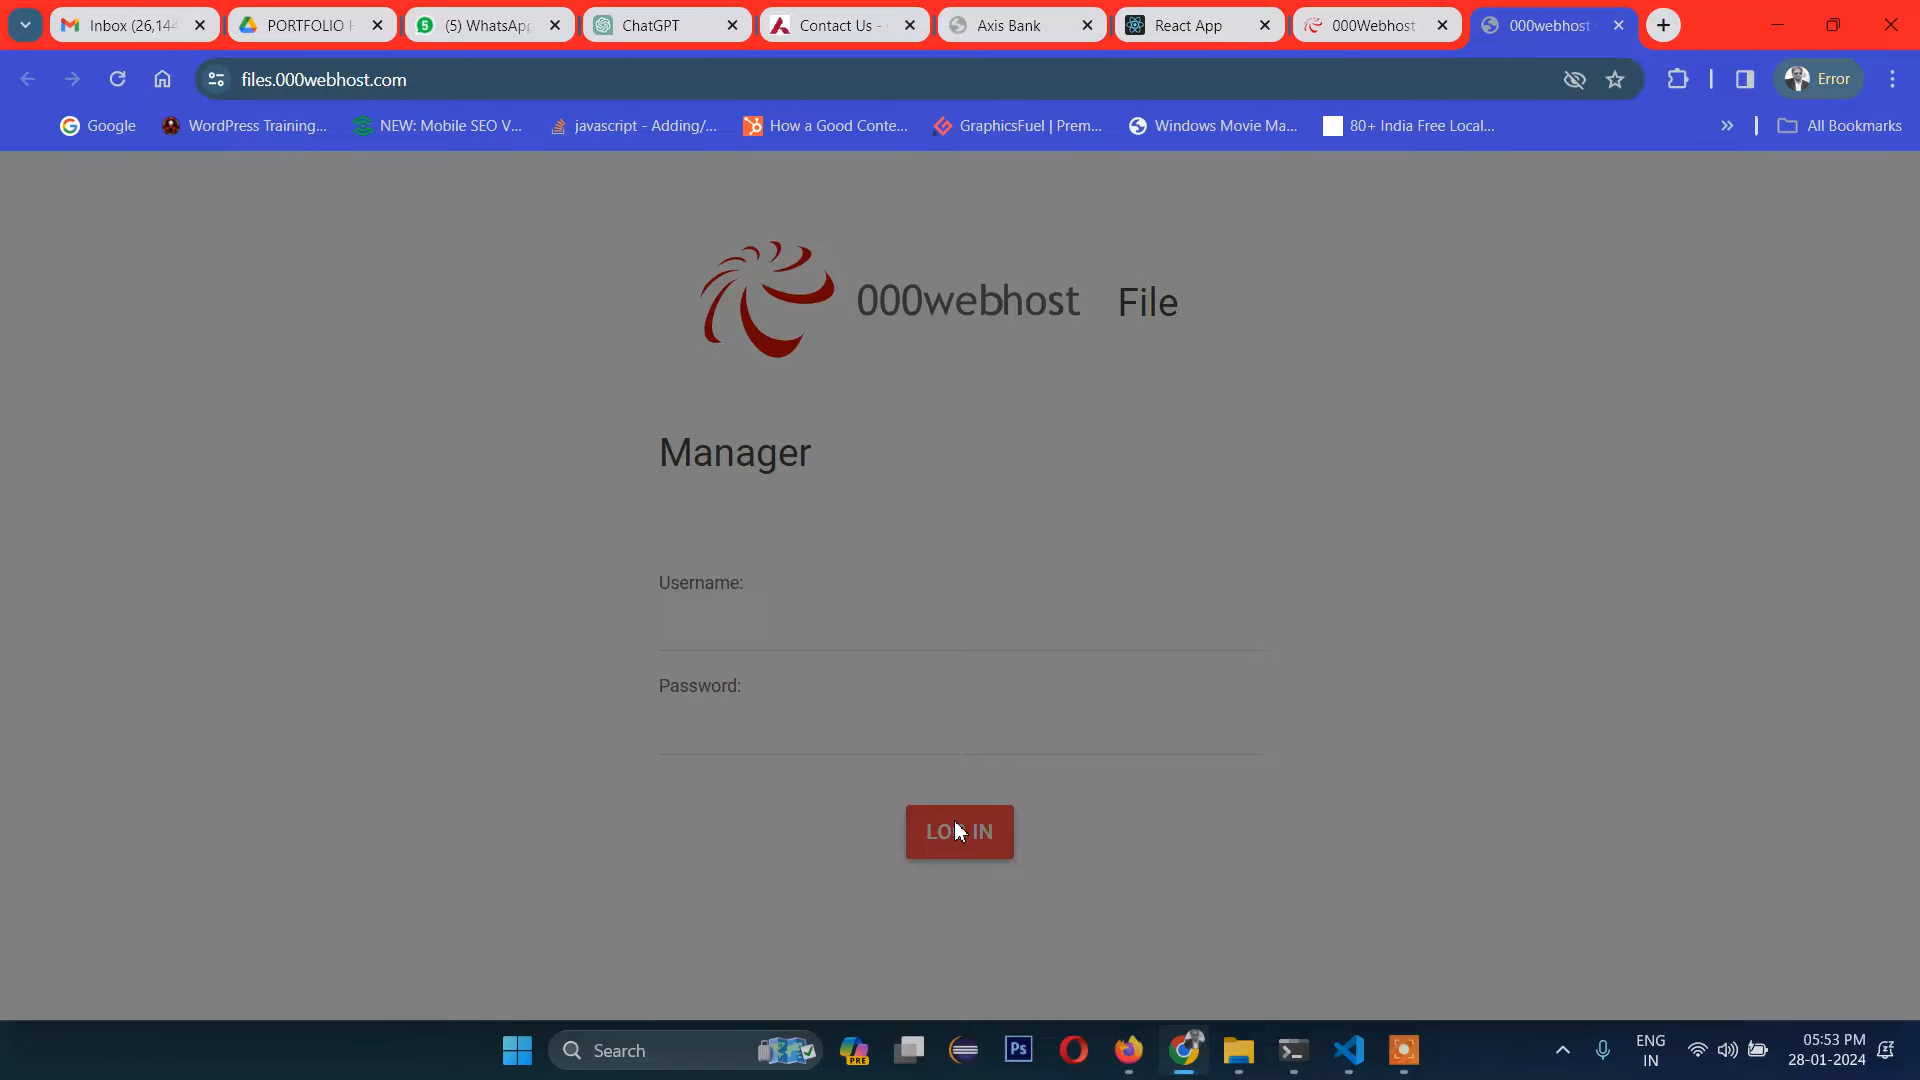 Inbox (26,144
PORTFOLIO
(5) WhatsApp
ChatGPT
Contact Us -
Axis Bank
React App
000Webhost
000webhost
files.000webhost.com
Error
Google
WordPress Training...
NEW: Mobile SEO V...
javascript - Adding/...
How a Good Conte...
GraphicsFuel | Prem...
Windows Movie Ma...
80+ India Free Local...
All Bookmarks
000webhost File
Manager
Username:
Password:
LOG IN
Search
PRE
Ps
ENG
IN
05:53 PM
28-01-2024